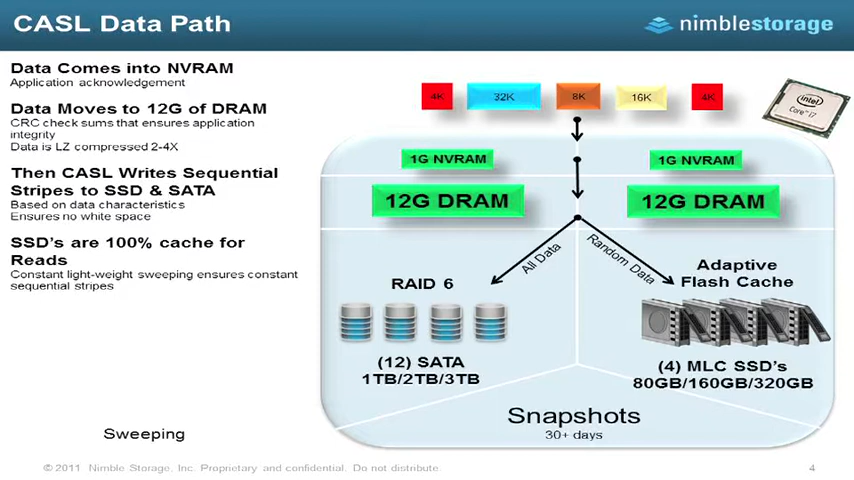 CASL Data Path
nimblestorage
Data Comes into NVRAM
Application acknowledgement
Data Moves to 12G of DRAM
CRC check sums that ensures application
integrity
Data is LZ compressed 2-4X
Then CASL Writes Sequential
Stripes to SSD & SATA
Based on data characteristics
Ensures no white space
SSD's are 100% cache for
Reads
Constant light-weight sweeping ensures constant
sequential stripes
Sweeping
4K
32K
8K
16K
4K
intel
Core i7
1G NVRAM
1G NVRAM
12G DRAM
12G DRAM
All Data
Random Data
RAID 6
Adaptive
Flash Cache
(12) SATA
1TB/2TB/3TB
(4) MLC SSD's
80GB/160GB/320GB
Snapshots
30+ days
© 2011 Nimble Storage, Inc. Proprietary and confidential. Do not distribute.
4